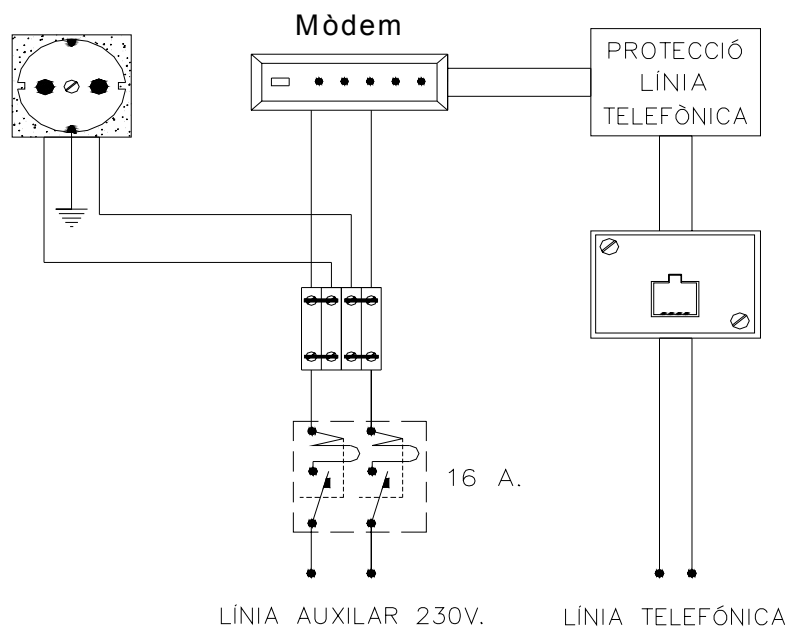 Mòdem
PROTECCIÓ
LÍNIA
TELEFÒNICA
16 A.
LÍNIA AUXILAR 230V.
LÍNIA TELEFÓNICA